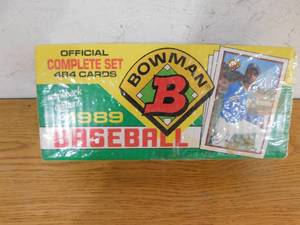 OFFICIAL
COMPLETE SET
484 CARDS
BOWMAN
B
1989
BASEBALL